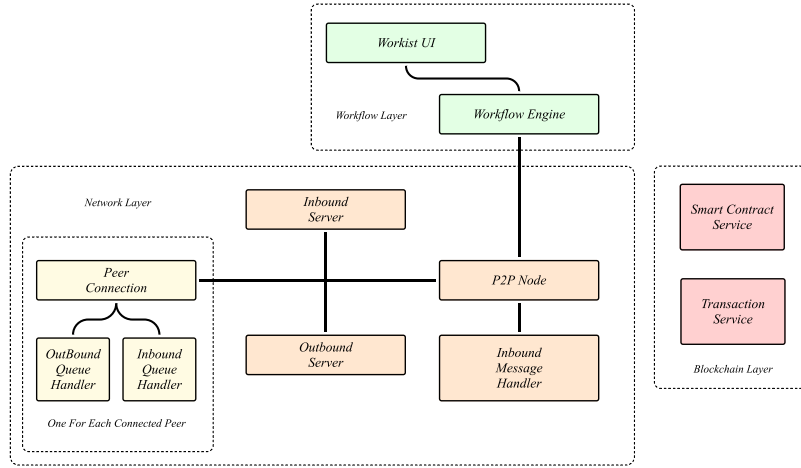 Workist UI
Workflow Layer
Workflow Engine
Network Layer
Inbound
Server
Peer
Connection
P2P Node
OutBound
Queue
Handler
Inbound
Queue
Handler
Outbound
Server
Inbound
Message
Handler
One For Each Connected Peer
Smart Contract
Service
Transaction
Service
Blockchain Layer